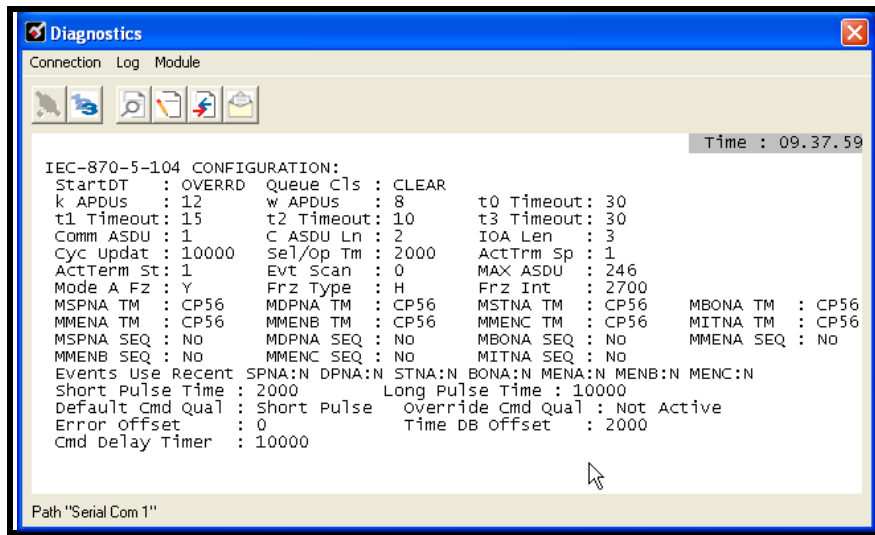 Diagnostics
Connection Log Module
Time : 09.37.59
IEC-870-5-104 CONFIGURATION:
StartDT : OVERRD Queue Cls : CLEAR
k APDUs : 12 w APDUs : 8 t0 Timeout: 30
t1 Timeout: 15 t2 Timeout: 10 t3 Timeout: 30
Comm ASDU : 1 C ASDU Ln : 2 IOA Len : 3
Cyc Updat : 10000 Sel/Op Tm : 2000 ActTrm Sp : 1
ActTerm St: 1 Evt Scan : 0 MAX ASDU : 246
Mode A Fz : Y Frz Type : H Frz Int : 2700
MSPNA TM : CP56 MDPNA TM : CP56 MSTNA TM : CP56 MBONA TM : CP56
MMENA TM : CP56 MMENB TM : CP56 MMENC TM : CP56 MITNA TM : CP56
MSPNA SEQ : No MDPNA SEQ : No MBONA SEQ : No MMENA SEQ : No
MMENB SEQ : No MMENC SEQ : No MITNA SEQ : No
Events Use Recent SPNA:N DPNA:N STNA:N BONA:N MENA:N MENB:N MENC:N
Short Pulse Time : 2000 Long Pulse Time : 10000
Default Cmd Qual : Short Pulse Override Cmd Qual : Not Active
Error Offset : 0 Time DB Offset : 2000
Cmd Delay Timer : 10000
Path "Serial Com 1"